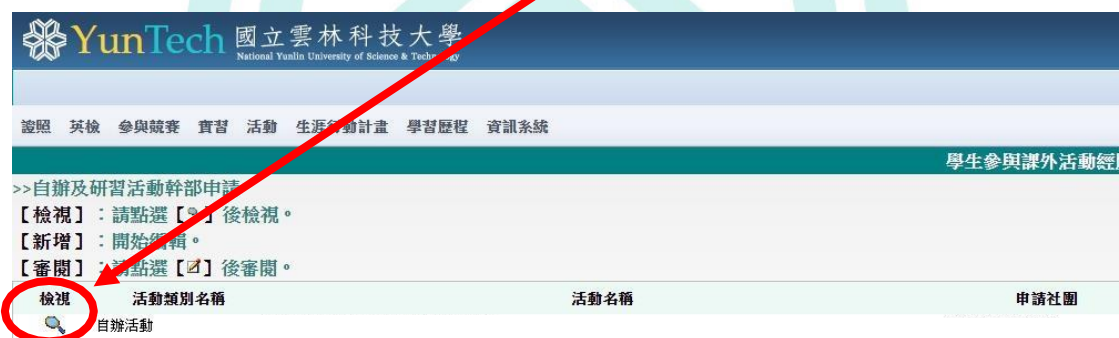 YunTech 國立雲林科技大學
National Yunlin University of Science & Technology
證照 英檢 參與競賽 實習 活動 生涯行動計畫 學習歷程 資訊系統
學生參與課外活動經
>>自辦及研習活動幹部申請
【檢視】：請點選【】後檢視。
【新增】：開始編輯。
【審閱】：請點選【】後審閱。
檢視 活動類別名稱 活動名稱 申請社團
自辦活動